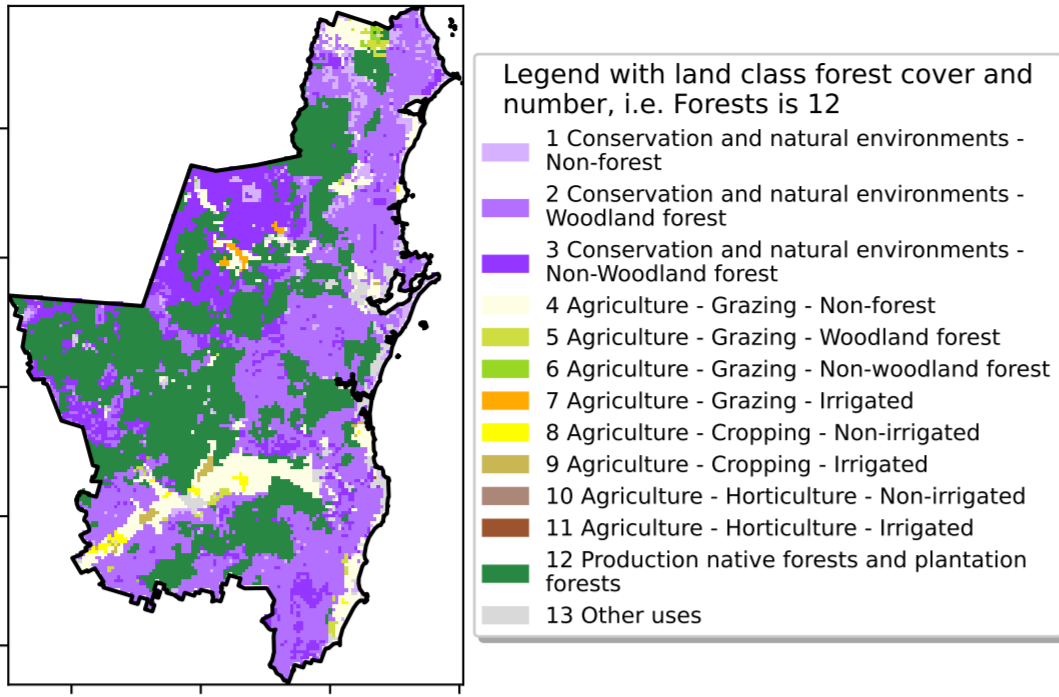 Legend with land class forest cover and
number, i.e. Forests is 12
1 Conservation and natural environments -
Non-forest
2 Conservation and natural environments -
Woodland forest
3 Conservation and natural environments -
Non-Woodland forest
4 Agriculture - Grazing - Non-forest
5 Agriculture - Grazing - Woodland forest
6 Agriculture - Grazing - Non-woodland forest
7 Agriculture - Grazing - Irrigated
8 Agriculture - Cropping - Non-irrigated
9 Agriculture - Cropping - Irrigated
10 Agriculture - Horticulture - Non-irrigated
11 Agriculture - Horticulture - Irrigated
12 Production native forests and plantation
forests
13 Other uses